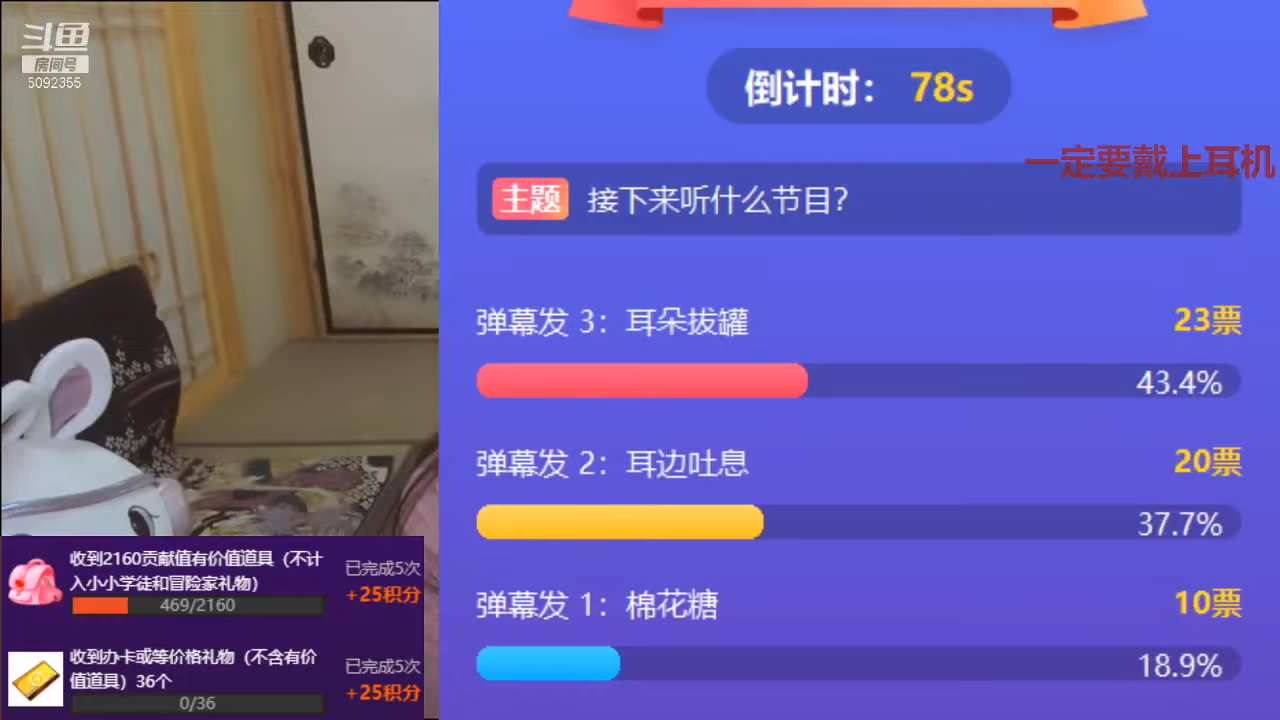 斗鱼
房间号
5092355
倒计时： 78s
一定要戴上耳机
主题 接下来听什么节目？
弹幕发 3：耳朵拔罐 23票
43.4%
弹幕发 2：耳边吐息 20票
37.7%
弹幕发 1：棉花糖 10票
18.9%
收到2160贡献值有价值道具（不计
入小小学徒和冒险家礼物）
469/2160
已完成5次
+25积分
收到办卡或等价格礼物（不含有价
值道具）36个
0/36
已完成5次
+25积分